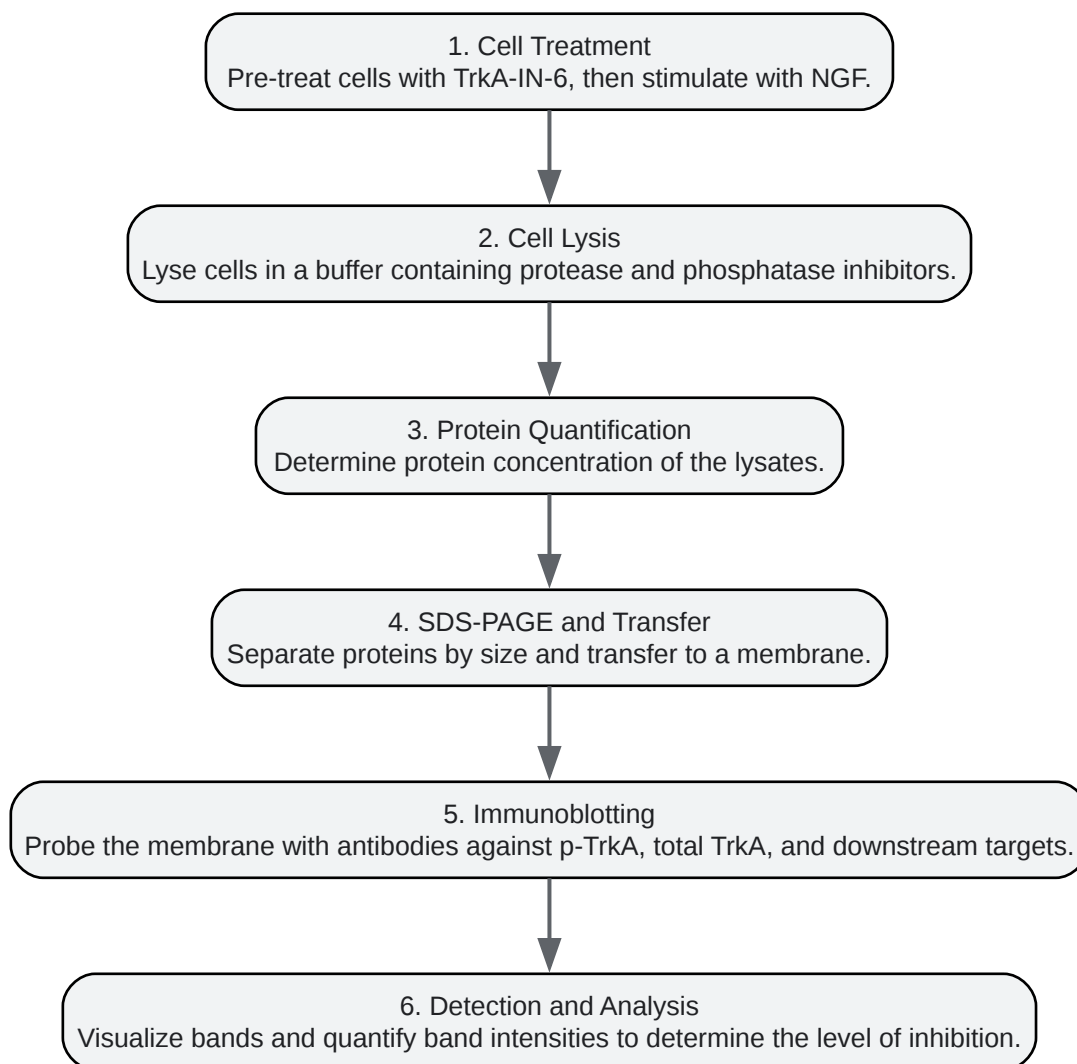 1. Cell Treatment
Pre-treat cells with TrkA-IN-6, then stimulate with NGF.
2. Cell Lysis
Lyse cells in a buffer containing protease and phosphatase inhibitors.
3. Protein Quantification
Determine protein concentration of the lysates.
4. SDS-PAGE and Transfer
Separate proteins by size and transfer to a membrane.
5. Immunoblotting
Probe the membrane with antibodies against p-TrkA, total TrkA, and downstream targets.
6. Detection and Analysis
Visualize bands and quantify band intensities to determine the level of inhibition.